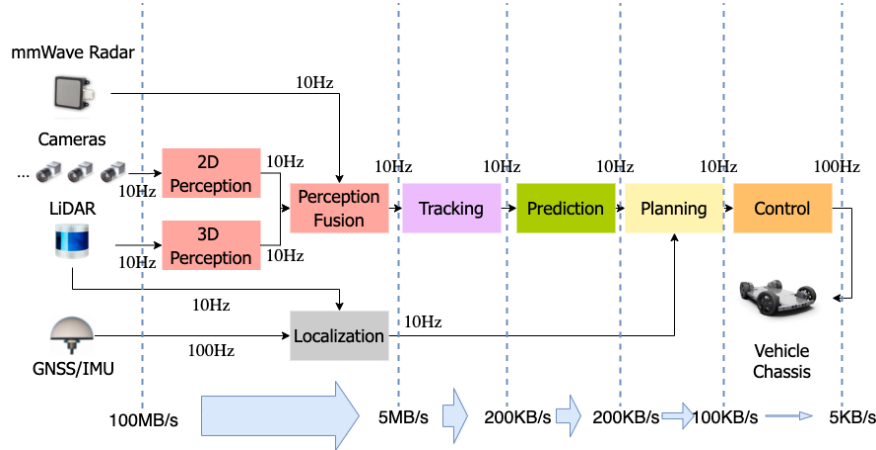 mmWave Radar
10Hz
Cameras
...
10Hz
2D
Perception
10Hz
LiDAR
10Hz
3D
Perception
10Hz
Perception
Fusion
10Hz
Tracking
10Hz
Prediction
10Hz
Planning
10Hz
Control
100Hz
10Hz
GNSS/IMU
100Hz
Localization
10Hz
Vehicle
Chassis
100MB/s
5MB/s
200KB/s
200KB/s
100KB/s
5KB/s